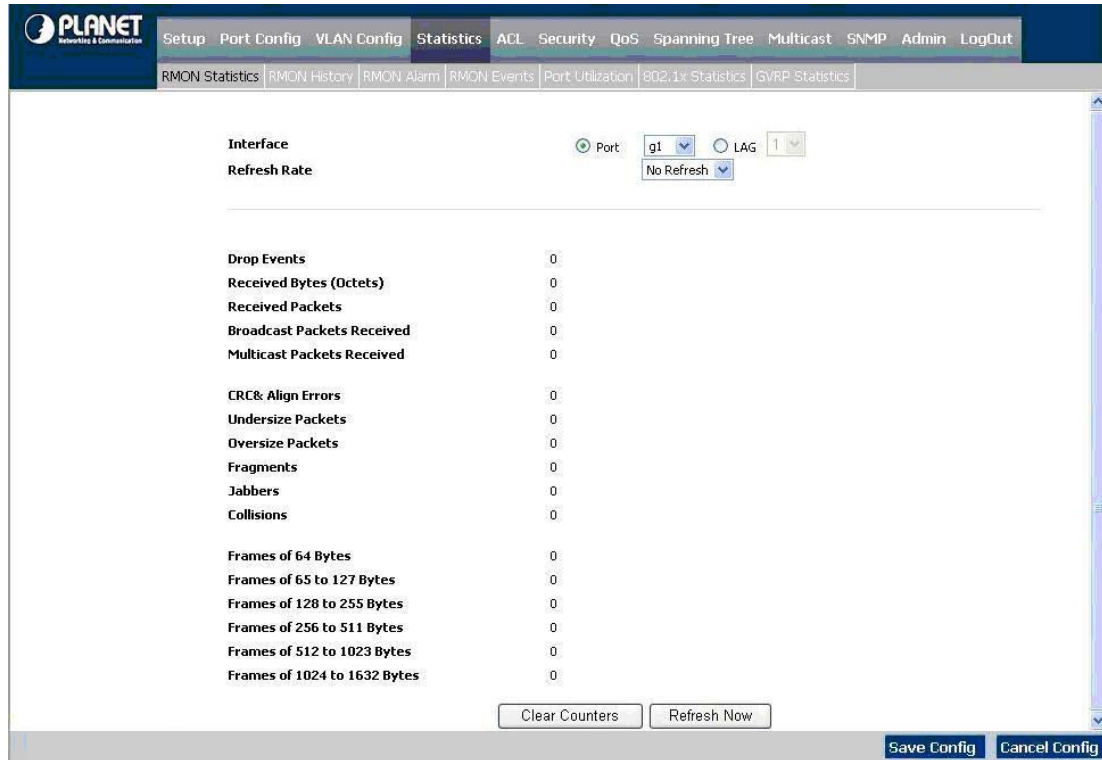 PLANET
Networking & Communication
Setup Port Config VLAN Config Statistics ACL Security QoS Spanning Tree Multicast SNMP Admin LogOut
RMON Statistics RMON History RMON Alarm RMON Events Port Utilization 802.1x Statistics GVRP Statistics
Interface Port g1 LAG 1
Refresh Rate No Refresh
Drop Events 0
Received Bytes (Octets) 0
Received Packets 0
Broadcast Packets Received 0
Multicast Packets Received 0
CRC& Align Errors 0
Undersize Packets 0
Oversize Packets 0
Fragments 0
Jabbers 0
Collisions 0
Frames of 64 Bytes 0
Frames of 65 to 127 Bytes 0
Frames of 128 to 255 Bytes 0
Frames of 256 to 511 Bytes 0
Frames of 512 to 1023 Bytes 0
Frames of 1024 to 1632 Bytes 0
Clear Counters Refresh Now
Save Config Cancel Config